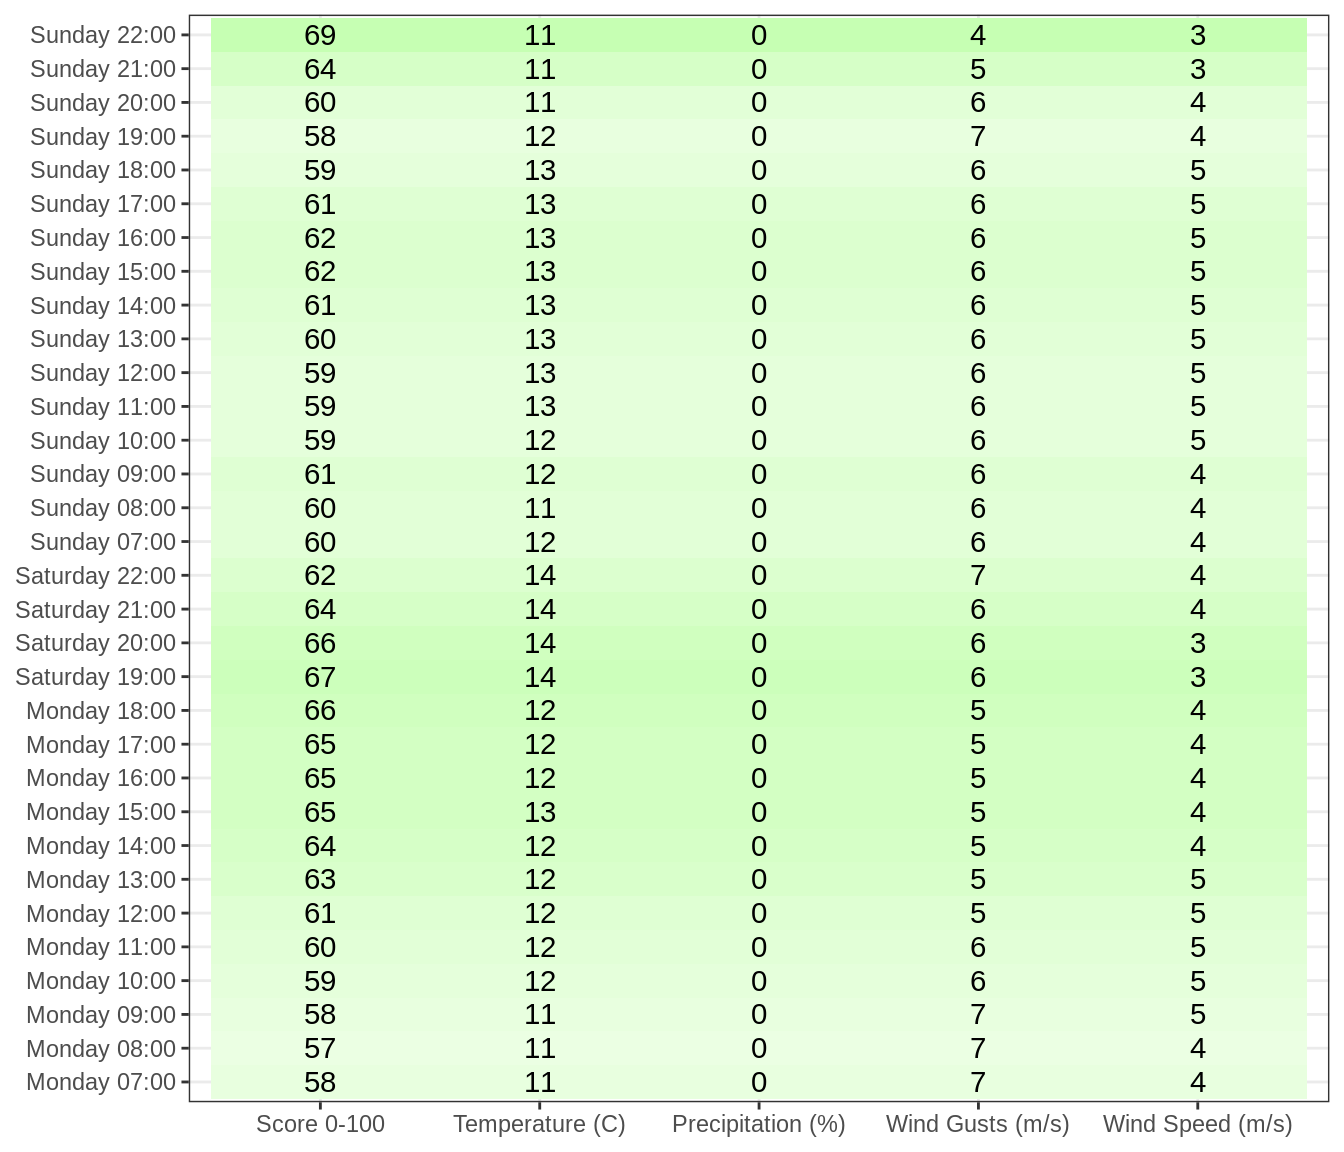 Sunday 22:00 69 11 0 4 3
Sunday 21:00 64 11 0 5 3
Sunday 20:00 60 11 0 6 4
Sunday 19:00 58 12 0 7 4
Sunday 18:00 59 13 0 6 5
Sunday 17:00 61 13 0 6 5
Sunday 16:00 62 13 0 6 5
Sunday 15:00 62 13 0 6 5
Sunday 14:00 61 13 0 6 5
Sunday 13:00 60 13 0 6 5
Sunday 12:00 59 13 0 6 5
Sunday 11:00 59 13 0 6 5
Sunday 10:00 59 12 0 6 5
Sunday 09:00 61 12 0 6 4
Sunday 08:00 60 11 0 6 4
Sunday 07:00 60 12 0 6 4
Saturday 22:00 62 14 0 7 4
Saturday 21:00 64 14 0 6 4
Saturday 20:00 66 14 0 6 3
Saturday 19:00 67 14 0 6 3
Monday 18:00 66 12 0 5 4
Monday 17:00 65 12 0 5 4
Monday 16:00 65 12 0 5 4
Monday 15:00 65 13 0 5 4
Monday 14:00 64 12 0 5 4
Monday 13:00 63 12 0 5 5
Monday 12:00 61 12 0 5 5
Monday 11:00 60 12 0 6 5
Monday 10:00 59 12 0 6 5
Monday 09:00 58 11 0 7 5
Monday 08:00 57 11 0 7 4
Monday 07:00 58 11 0 7 4
Score 0-100 Temperature (C) Precipitation (%) Wind Gusts (m/s) Wind Speed (m/s)